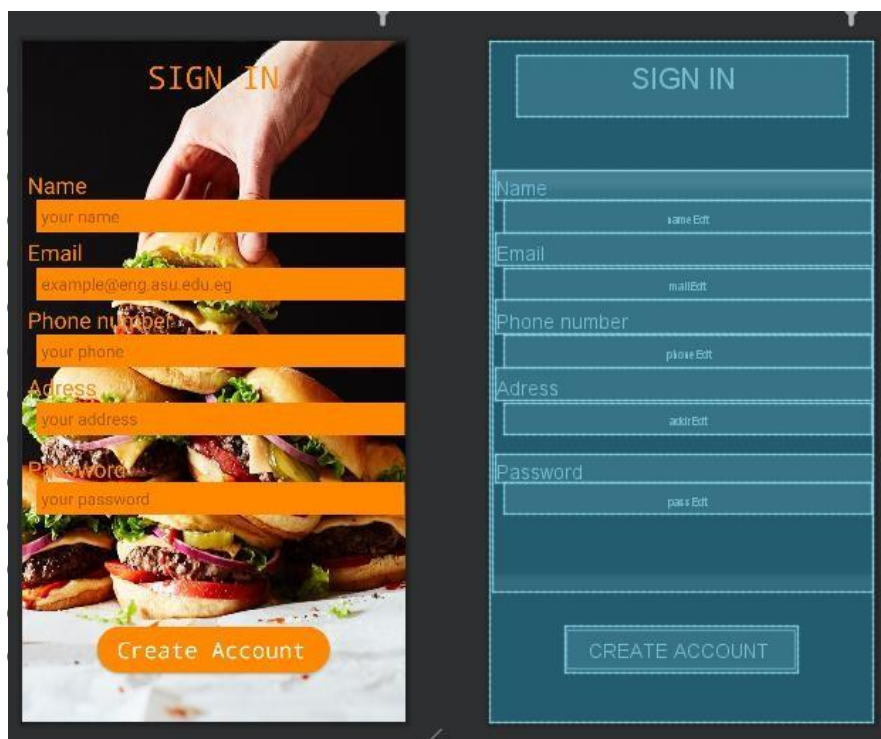 SIGN IN
Name
your name
Email
example@eng.asu.edu.eg
Phone number
your phone
Adress
your address
Password
your password
Create Account
SIGN IN
Name
nameEdt
Email
mailEdt
Phone number
phoneEdt
Adress
addrEdt
Password
passEdt
CREATE ACCOUNT